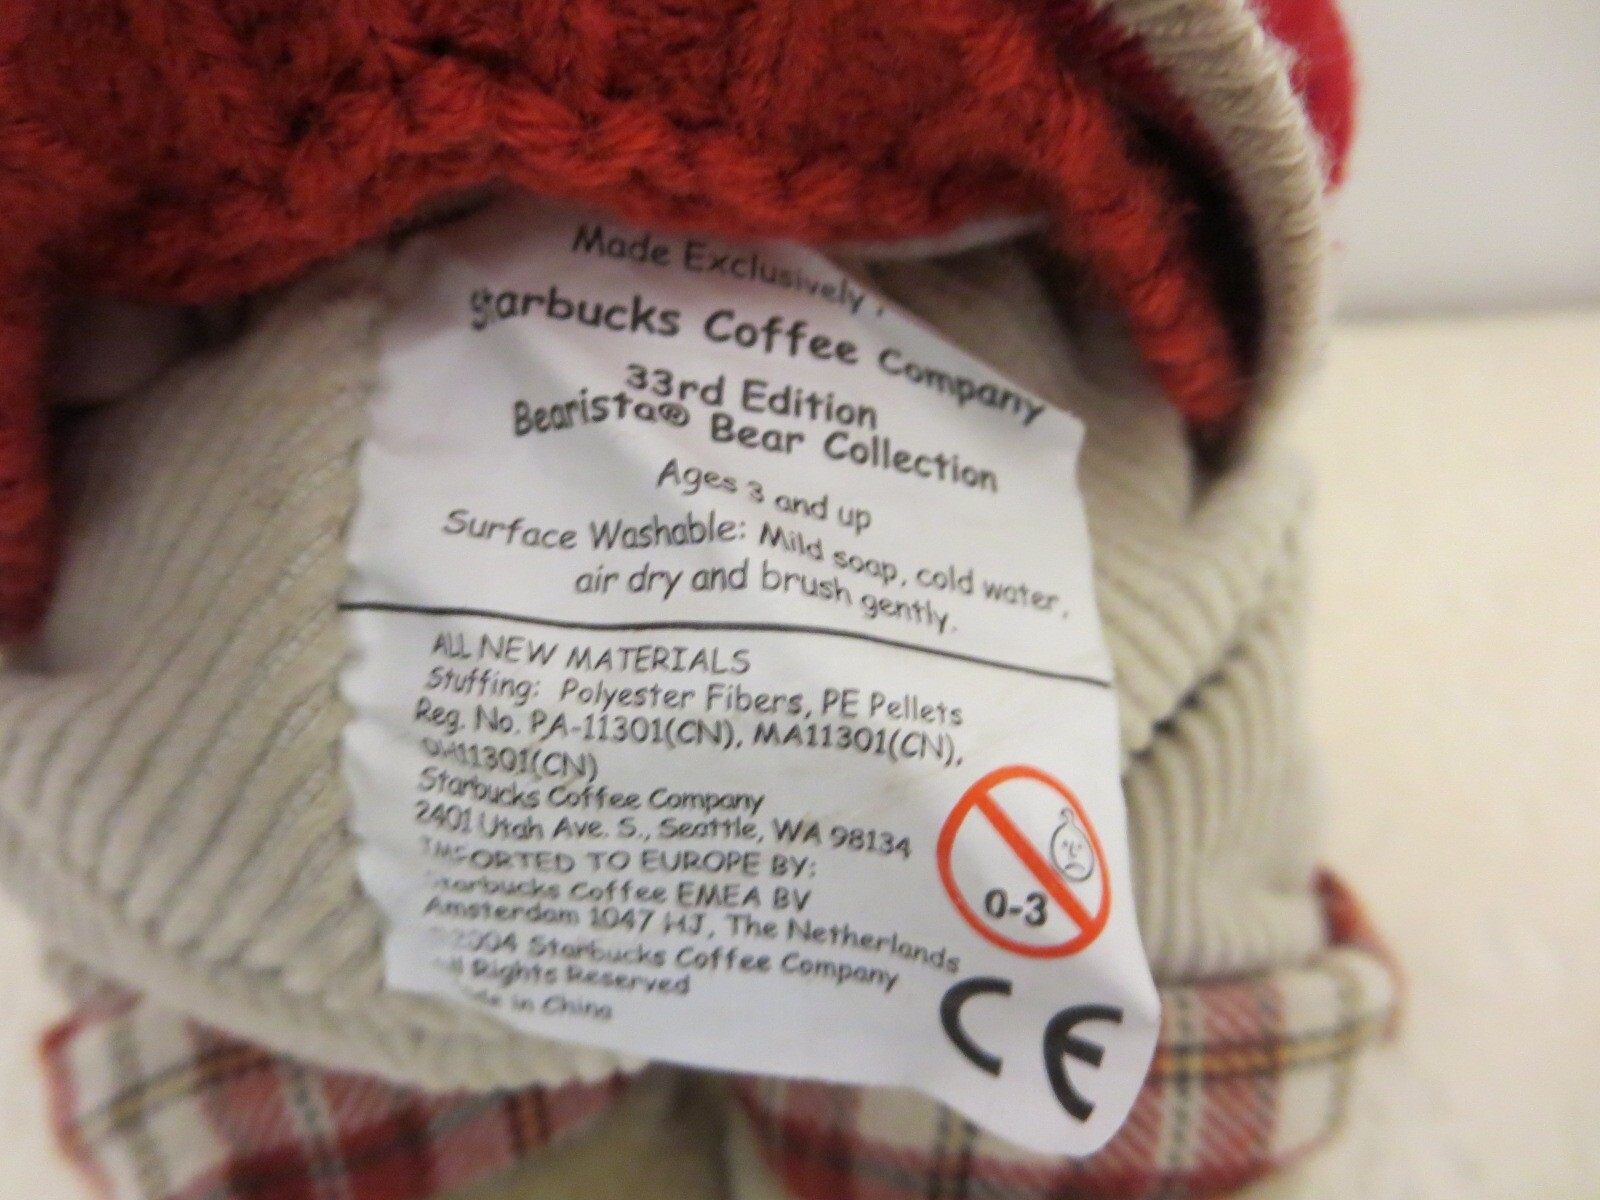 Made Exclusively
Starbucks Coffee Company
33rd Edition
Bearista® Bear Collection
Ages 3 and up
Surface Washable: Mild soap, cold water,
air dry and brush gently.
ALL NEW MATERIALS
Stuffing: Polyester Fibers, PE Pellets
Reg. No. PA-11301(CN), MA11301(CN),
OH11301(CN)
Starbucks Coffee Company
2401 Utah Ave. S., Seattle, WA 98134
IMPORTED TO EUROPE BY:
Starbucks Coffee EMEA BV
Amsterdam 1047 HJ, The Netherlands
©2004 Starbucks Coffee Company
All Rights Reserved
Made in China
0-3
CE